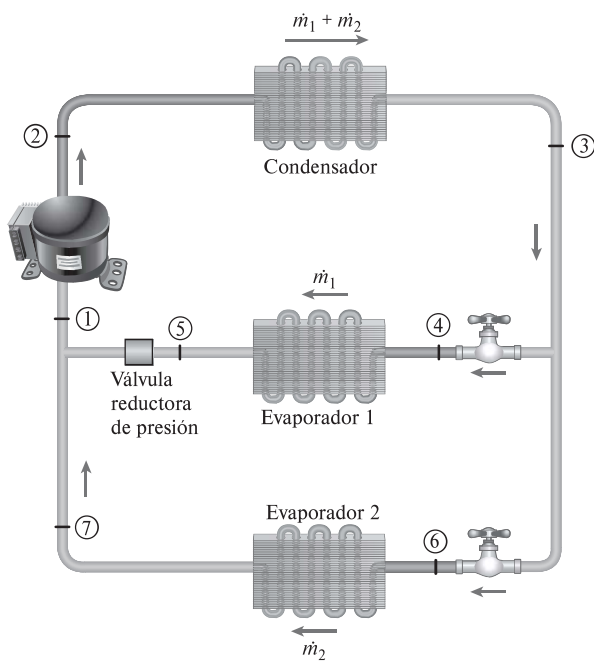 ṁ₁ + ṁ₂
②
③
Condensador
ṁ₁
①
⑤
④
Válvula
reductora
de presión
Evaporador 1
Evaporador 2
⑦
⑥
ṁ₂